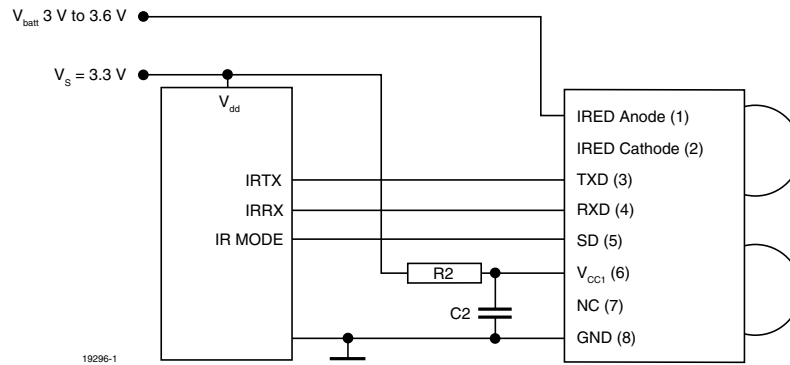 V_batt 3 V to 3.6 V
V_S = 3.3 V
V_dd
IRTX
IRRX
IR MODE
R2
C2
IRED Anode (1)
IRED Cathode (2)
TXD (3)
RXD (4)
SD (5)
V_CC1 (6)
NC (7)
GND (8)
19296-1